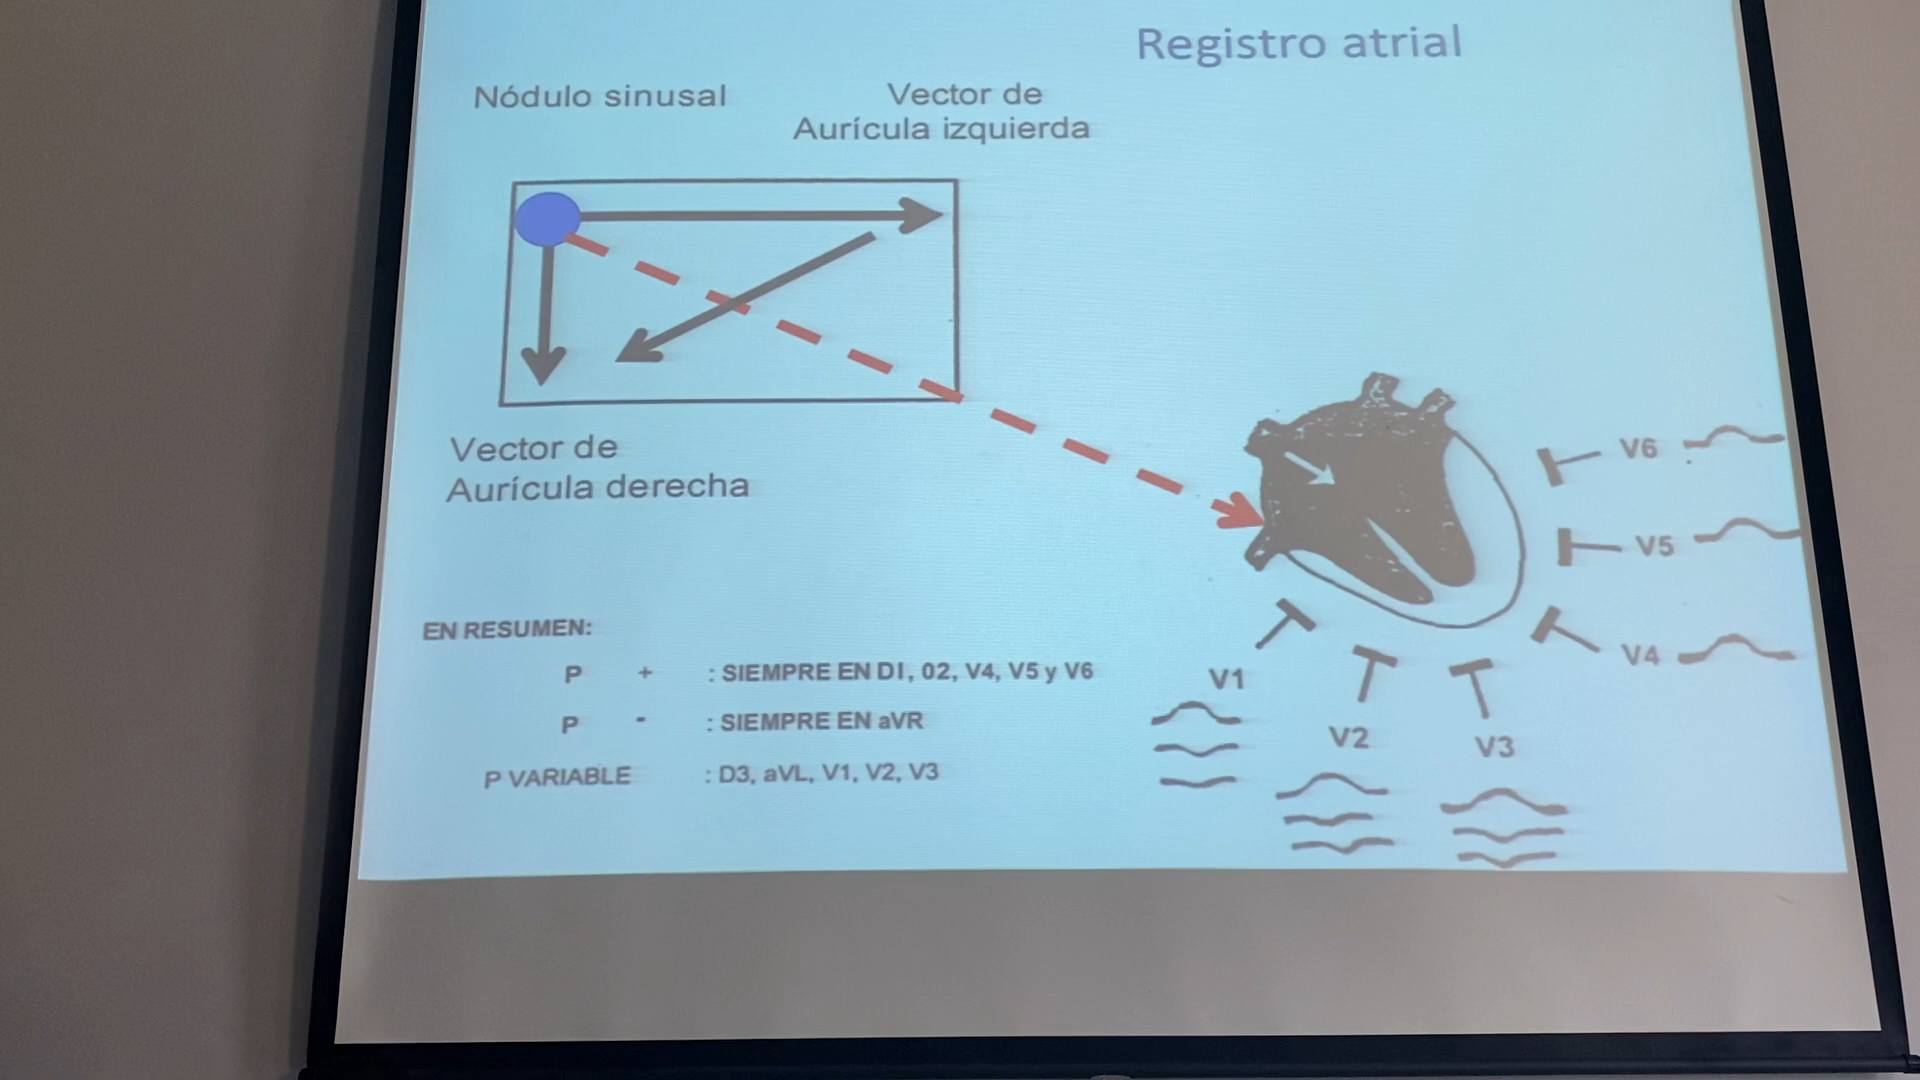 Registro atrial
Nódulo sinusal
Vector de
Aurícula izquierda
Vector de
Aurícula derecha
EN RESUMEN:
P + : SIEMPRE EN DI, 02, V4, V5 y V6
P - : SIEMPRE EN aVR
P VARIABLE : D3, aVL, V1, V2, V3
V6
V5
V4
V1
V2
V3